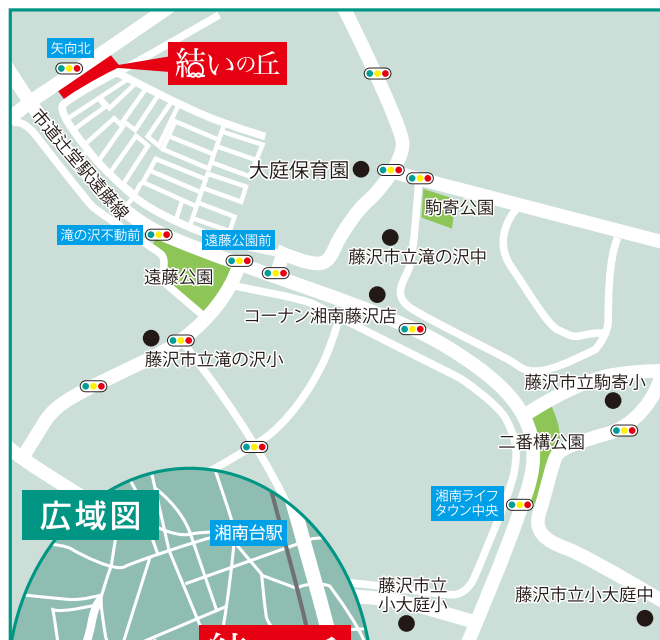 矢向北
結いの丘
市道辻堂駅遠藤線
大庭保育園
駒寄公園
滝の沢不動前
遠藤公園前
藤沢市立滝の沢中
遠藤公園
コーナン湘南藤沢店
藤沢市立滝の沢小
藤沢市立駒寄小
二番構公園
広域図
湘南ライフ
タウン中央
湘南台駅
藤沢市立
小大庭小
藤沢市立小大庭中